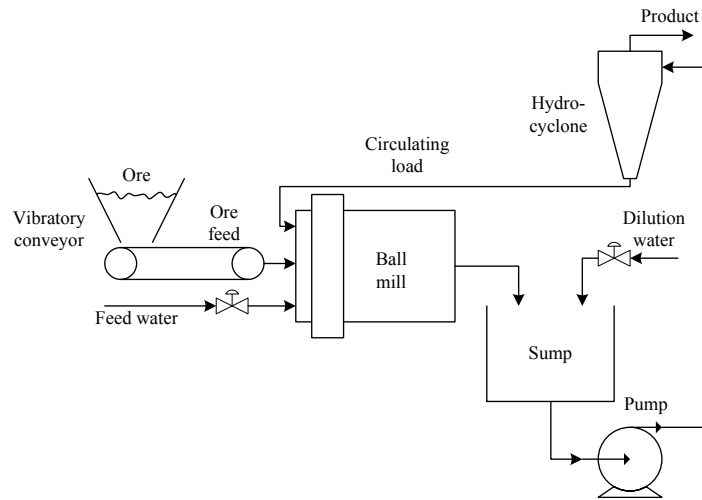 Product
Hydro-
cyclone
Circulating
load
Ore
Vibratory
conveyor
Ore
feed
Dilution
water
Ball
mill
Feed water
Sump
Pump